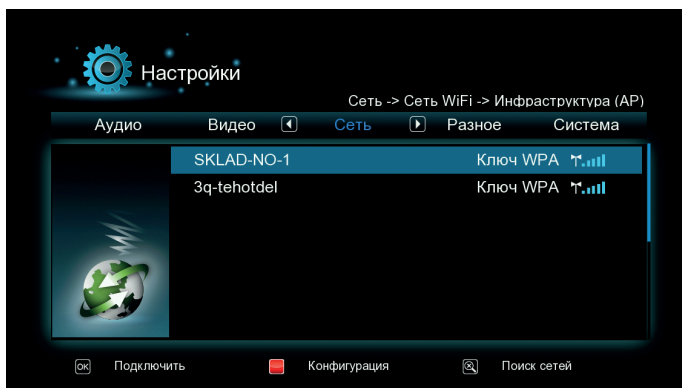 Настройки
Сеть -> Сеть WiFi -> Инфраструктура (AP)
Аудио Видео Сеть Разное Система
SKLAD-NO-1 Ключ WPA
3q-tehotdel Ключ WPA
OK Подключить Конфигурация Поиск сетей